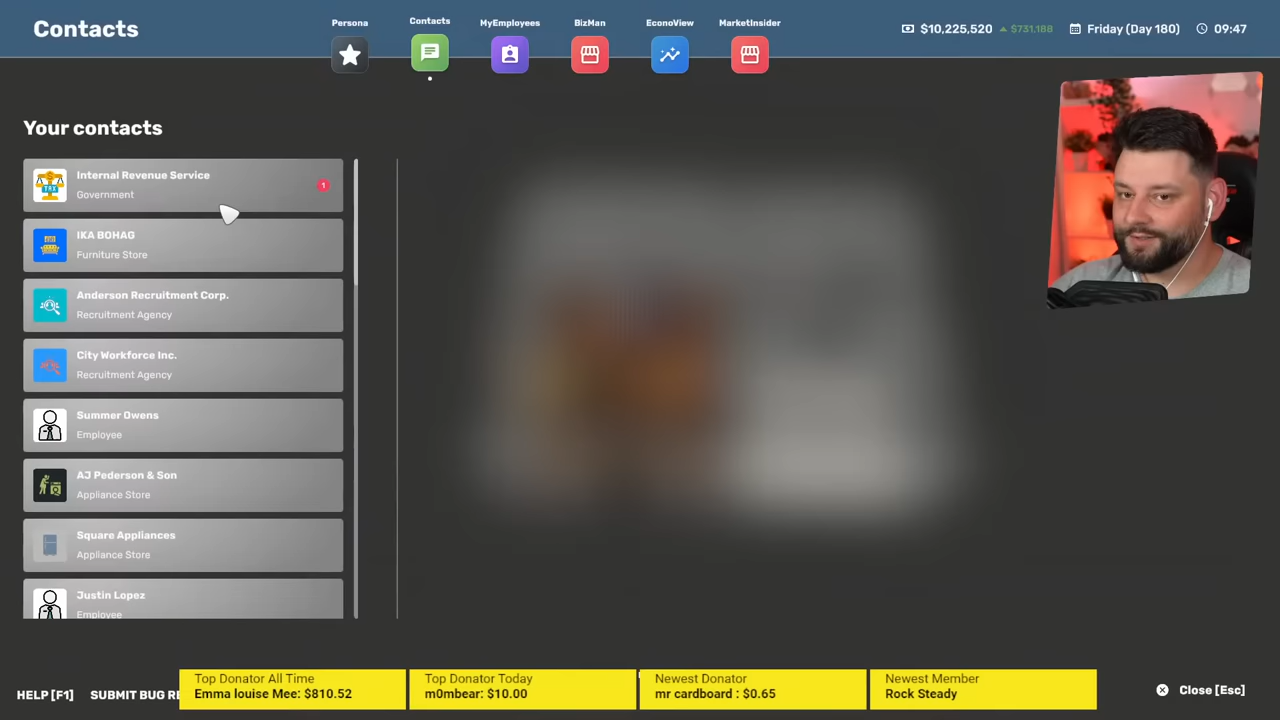 Contacts
Persona
Contacts
MyEmployees
BizMan
EconoView
MarketInsider
$10,225,520
$731,188
Friday (Day 180)
09:47
Your contacts
Internal Revenue Service
Government
1
IKA BOHAG
Furniture Store
Anderson Recruitment Corp.
Recruitment Agency
City Workforce Inc.
Recruitment Agency
Summer Owens
Employee
AJ Pederson & Son
Appliance Store
Square Appliances
Appliance Store
Justin Lopez
Employee
HELP [F1]
SUBMIT BUG RE
Top Donator All Time
Emma louise Mee: $810.52
Top Donator Today
m0mbear: $10.00
Newest Donator
mr cardboard : $0.65
Newest Member
Rock Steady
Close [Esc]